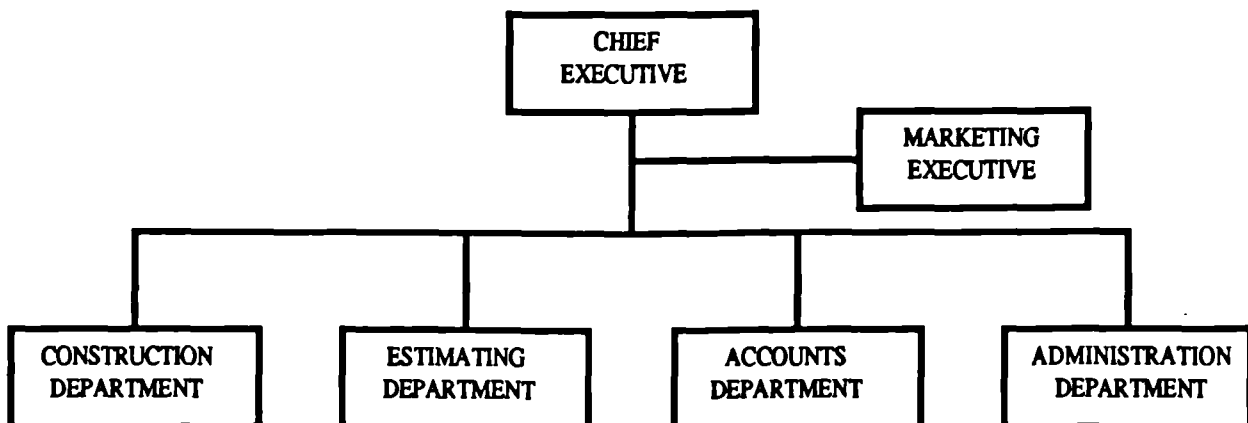 CHIEF
EXECUTIVE
MARKETING
EXECUTIVE
CONSTRUCTION
DEPARTMENT
ESTIMATING
DEPARTMENT
ACCOUNTS
DEPARTMENT
ADMINISTRATION
DEPARTMENT